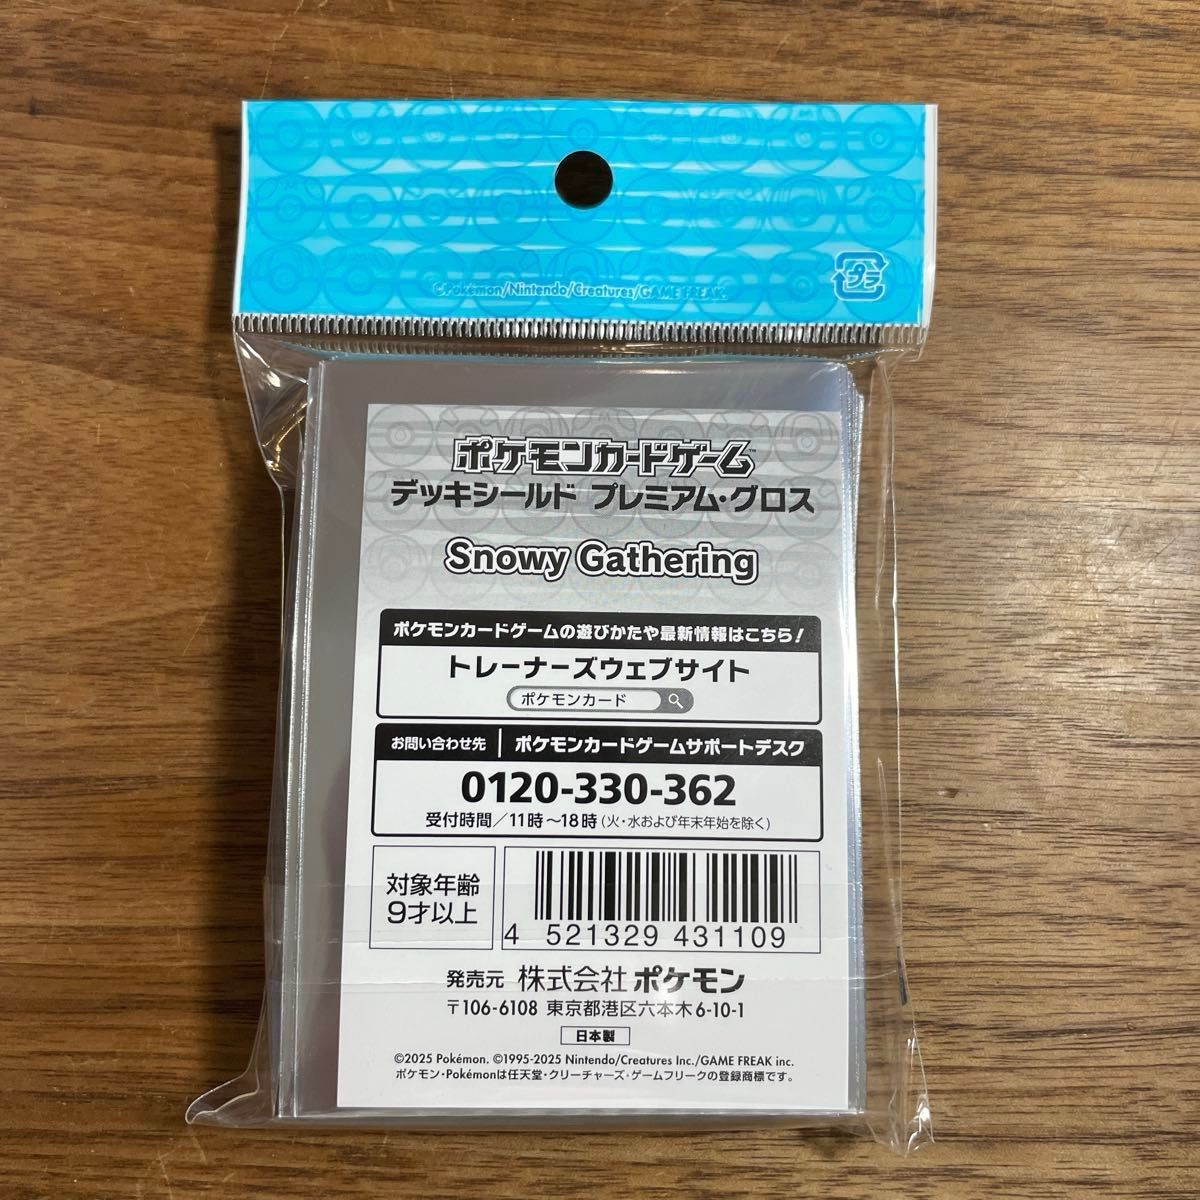 ©Pokémon/Nintendo/Creatures/GAME FREAK
プラ
ポケモンカードゲーム™
デッキシールド プレミアム・グロス
Snowy Gathering
ポケモンカードゲームの遊びかたや最新情報はこちら!
トレーナーズウェブサイト
ポケモンカード
お問い合わせ先 ポケモンカードゲームサポートデスク
0120-330-362
受付時間/11時〜18時(火・水および年末年始を除く)
対象年齢
9才以上
4 521329 431109
発売元 株式会社ポケモン
〒106-6108 東京都港区六本木6-10-1
日本製
©2025 Pokémon. ©1995-2025 Nintendo/Creatures Inc./GAME FREAK inc.
ポケモン・Pokémonは任天堂・クリーチャーズ・ゲームフリークの登録商標です。